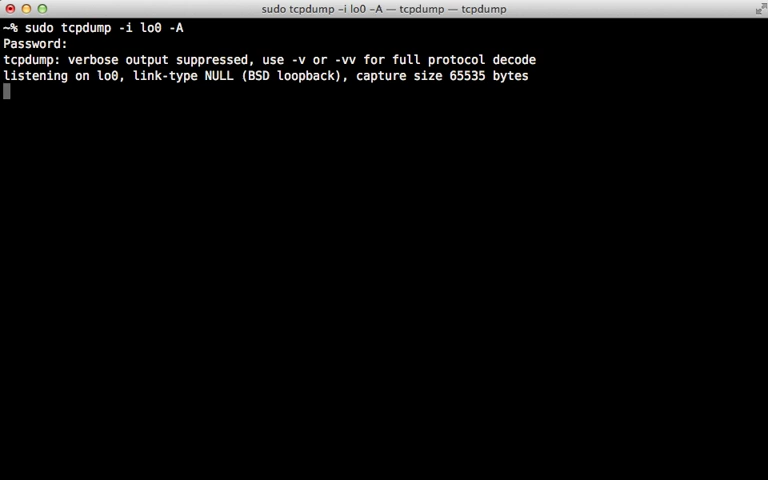 sudo tcpdump -i lo0 -A — tcpdump — tcpdump
~% sudo tcpdump -i lo0 -A
Password:
tcpdump: verbose output suppressed, use -v or -vv for full protocol decode
listening on lo0, link-type NULL (BSD loopback), capture size 65535 bytes